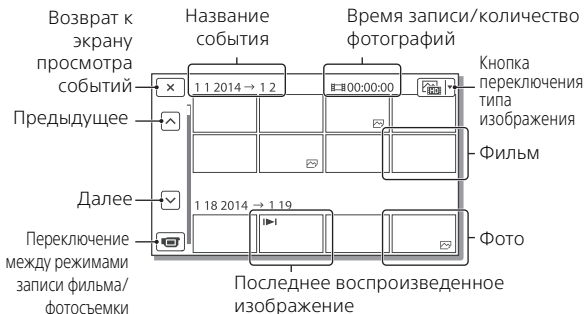 Возврат к
экрану
просмотра
событий
Название
события
Время записи/количество
фотографий
Кнопка
переключения
типа
изображения
1 1 2014 → 1 2
00:00:00
Предыдущее
Фильм
Далее
1 18 2014 → 1 19
Переключение
между режимами
записи фильма/
фотосъемки
Фото
Последнее воспроизведенное
изображение